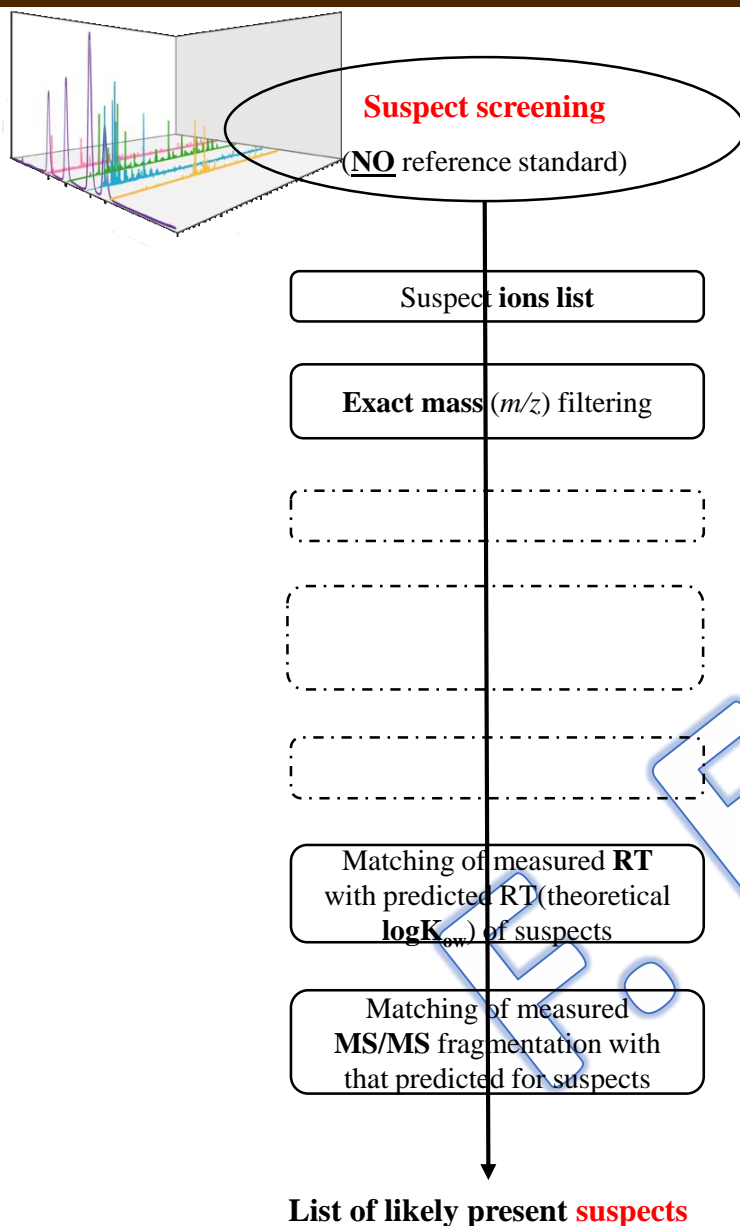 Suspect screening
(NO reference standard)
Suspect ions list
Exact mass (m/z) filtering
Matching of measured RT
with predicted RT(theoretical
logKow) of suspects
Matching of measured
MS/MS fragmentation with
that predicted for suspects
F.
List of likely present suspects